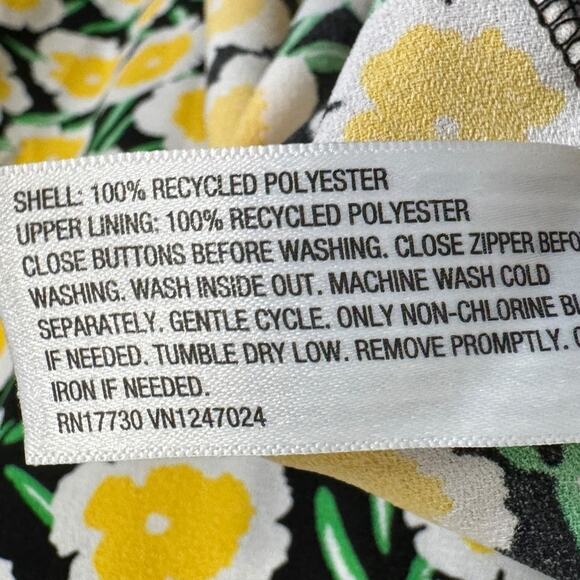 SHELL: 100% RECYCLED POLYESTER
UPPER LINING: 100% RECYCLED POLYESTER
CLOSE BUTTONS BEFORE WASHING. CLOSE ZIPPER BEFO
WASHING. WASH INSIDE OUT. MACHINE WASH COLD
SEPARATELY. GENTLE CYCLE. ONLY NON-CHLORINE BL
IF NEEDED. TUMBLE DRY LOW. REMOVE PROMPTLY.
IRON IF NEEDED.
RN17730 VN1247024